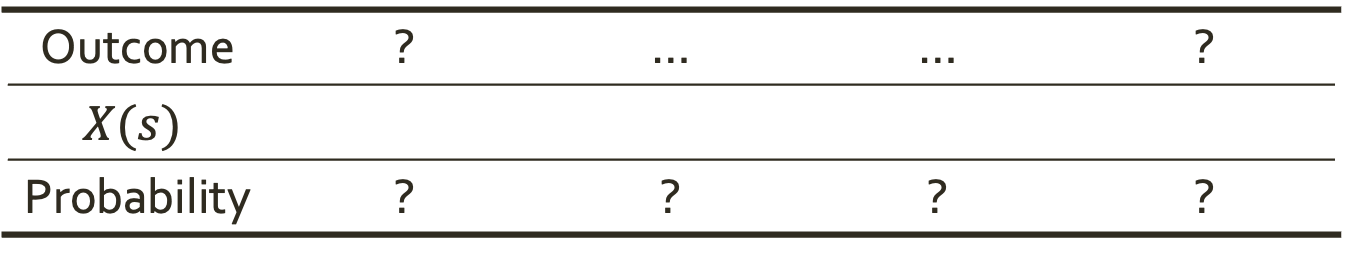 Outcome ? ... ... ?
X(s)
Probability ? ? ? ?